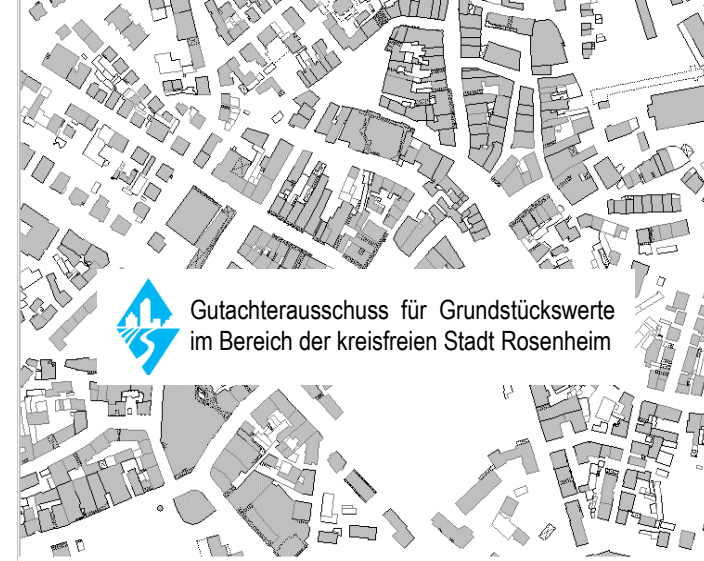 Gutachterausschuss für Grundstückswerte
im Bereich der kreisfreien Stadt Rosenheim